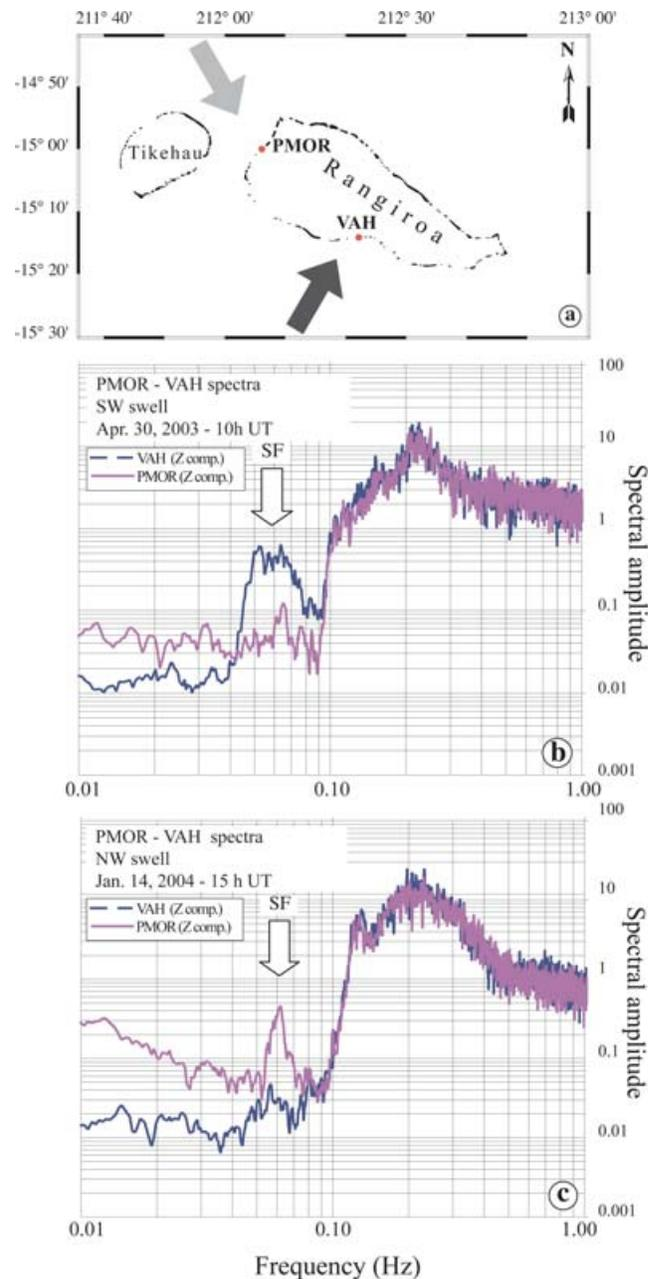 211° 40' 212° 00' 212° 30' 213° 00'
N
-14° 50'
-15° 00'
-15° 10'
-15° 20'
-15° 30'
Tikehau
PMOR
Rangiroa
VAH
a
PMOR - VAH spectra
SW swell
Apr. 30, 2003 - 10h UT
SF
VAH (Z comp.)
PMOR (Z comp.)
100
10
1
0.1
0.01
0.001
Spectral amplitude
b
0.01 0.10 1.00
PMOR - VAH spectra
NW swell
Jan. 14, 2004 - 15 h UT
SF
VAH (Z comp.)
PMOR (Z comp.)
100
10
1
0.1
0.01
0.001
Spectral amplitude
c
0.01 0.10 1.00
Frequency (Hz)